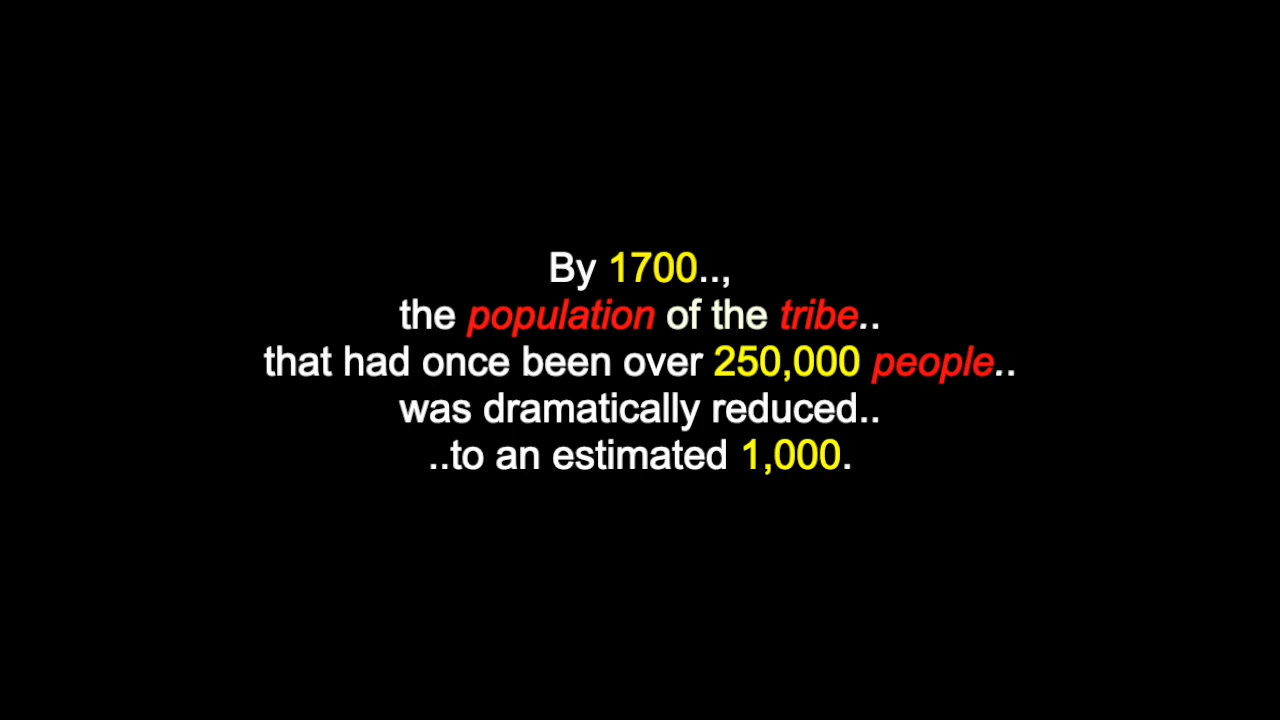 By 1700..,
the population of the tribe..
that had once been over 250,000 people..
was dramatically reduced..
..to an estimated 1,000.